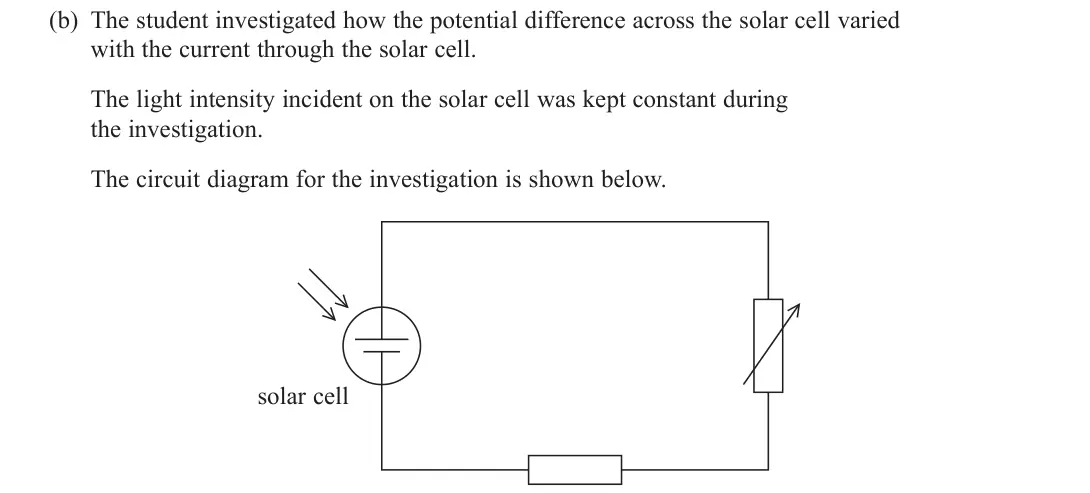 (b) The student investigated how the potential difference across the solar cell varied
with the current through the solar cell.
The light intensity incident on the solar cell was kept constant during
the investigation.
The circuit diagram for the investigation is shown below.
solar cell